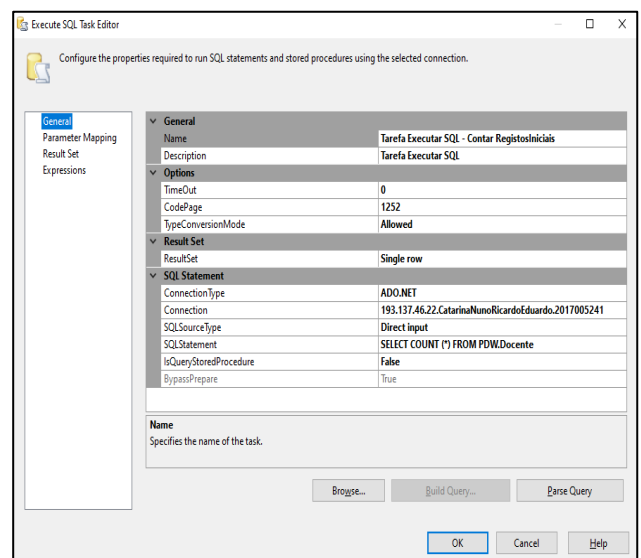 Execute SQL Task Editor
Configure the properties required to run SQL statements and stored procedures using the selected connection.
General
Parameter Mapping
Result Set
Expressions
General
Name Tarefa Executar SQL - Contar RegistosIniciais
Description Tarefa Executar SQL
Options
TimeOut 0
CodePage 1252
TypeConversionMode Allowed
Result Set
ResultSet Single row
SQL Statement
ConnectionType ADO.NET
Connection 193.137.46.22.CatarinaNunoRicardoEduardo.2017005241
SQLSourceType Direct input
SQLStatement SELECT COUNT (*) FROM PDW.Docente
IsQueryStoredProcedure False
BypassPrepare True
Name
Specifies the name of the task.
Browse... Build Query... Parse Query
OK Cancel Help